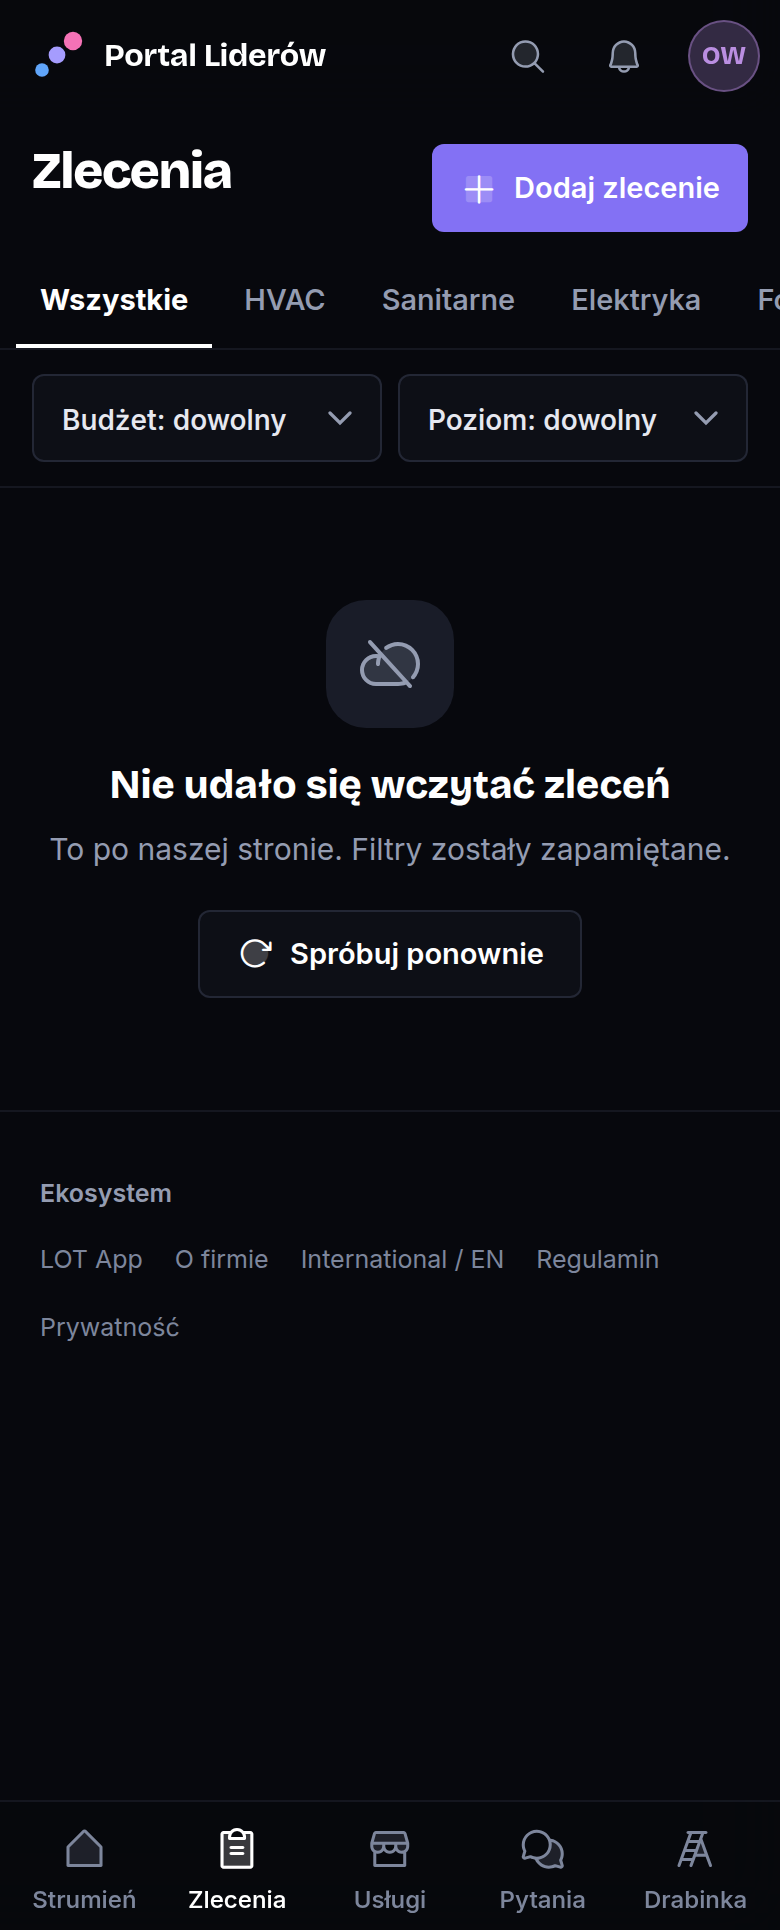 Portal Liderów
OW
Zlecenia
Dodaj zlecenie
Wszystkie HVAC Sanitarne Elektryka
Budżet: dowolny Poziom: dowolny
Nie udało się wczytać zleceń
To po naszej stronie. Filtry zostały zapamiętane.
Spróbuj ponownie
Ekosystem
LOT App O firmie International / EN Regulamin
Prywatność
Strumień Zlecenia Usługi Pytania Drabinka